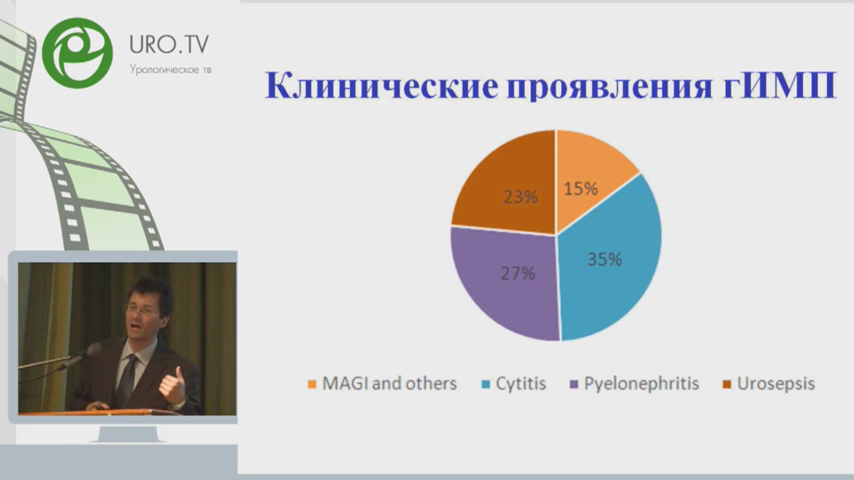 URO.TV
Урологическое тв
Клинические проявления гИМП
15%
23%
35%
27%
MAGI and others Cytitis Pyelonephritis Urosepsis